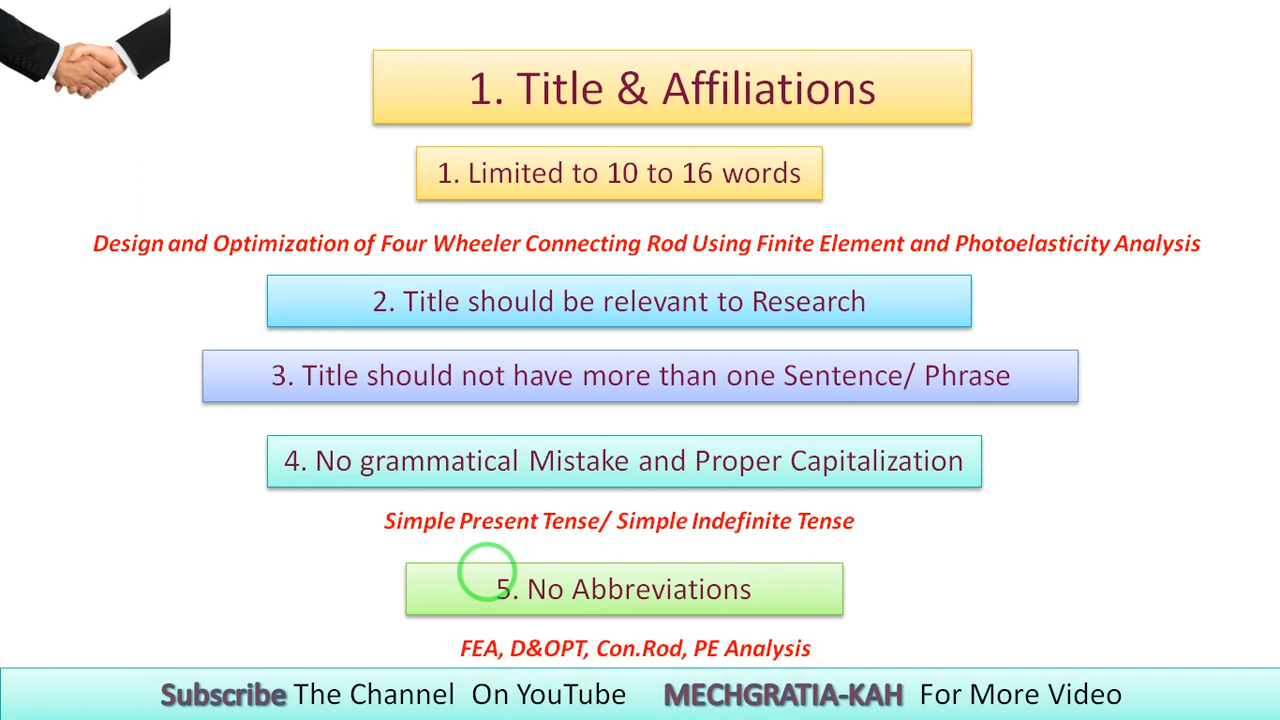 1. Title & Affiliations
1. Limited to 10 to 16 words
Design and Optimization of Four Wheeler Connecting Rod Using Finite Element and Photoelasticity Analysis
2. Title should be relevant to Research
3. Title should not have more than one Sentence/ Phrase
4. No grammatical Mistake and Proper Capitalization
Simple Present Tense/ Simple Indefinite Tense
5. No Abbreviations
FEA, D&OPT, Con.Rod, PE Analysis
Subscribe The Channel On YouTube MECHGRATIA-KAH For More Video